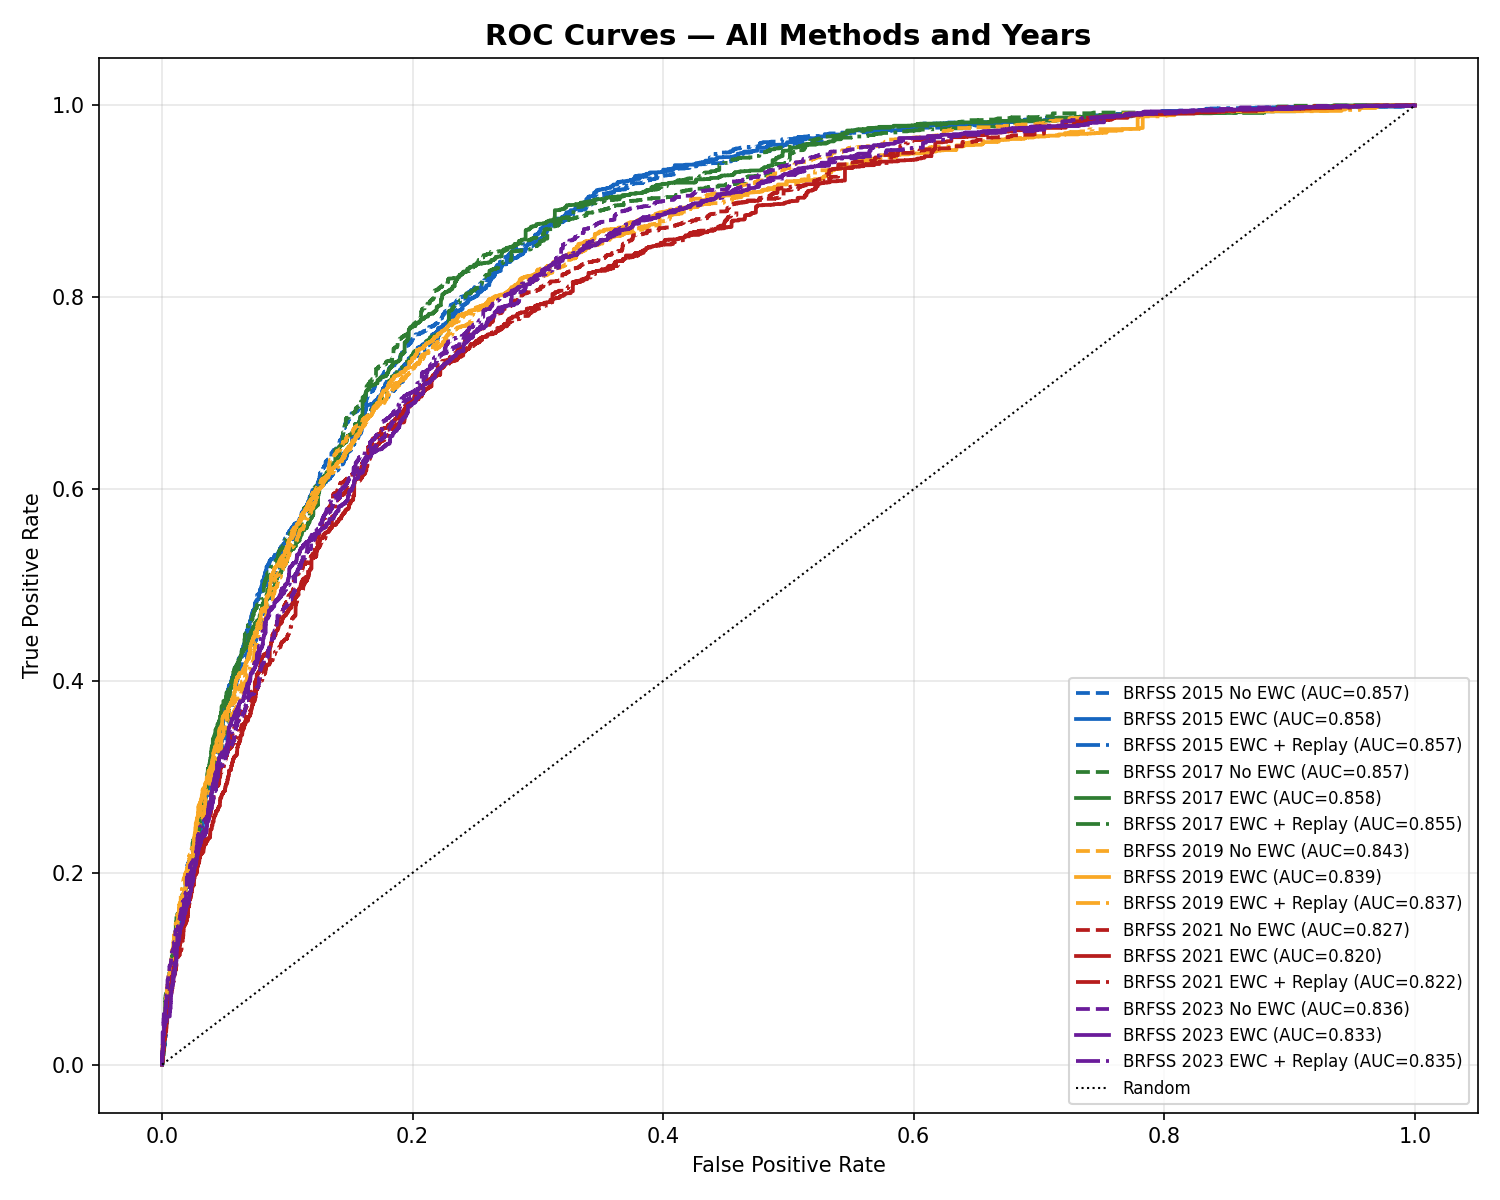 ROC Curves — All Methods and Years
True Positive Rate
1.0
0.8
0.6
0.4
0.2
0.0
BRFSS 2015 No EWC (AUC=0.857)
BRFSS 2015 EWC (AUC=0.858)
BRFSS 2015 EWC + Replay (AUC=0.857)
BRFSS 2017 No EWC (AUC=0.857)
BRFSS 2017 EWC (AUC=0.858)
BRFSS 2017 EWC + Replay (AUC=0.855)
BRFSS 2019 No EWC (AUC=0.843)
BRFSS 2019 EWC (AUC=0.839)
BRFSS 2019 EWC + Replay (AUC=0.837)
BRFSS 2021 No EWC (AUC=0.827)
BRFSS 2021 EWC (AUC=0.820)
BRFSS 2021 EWC + Replay (AUC=0.822)
BRFSS 2023 No EWC (AUC=0.836)
BRFSS 2023 EWC (AUC=0.833)
BRFSS 2023 EWC + Replay (AUC=0.835)
Random
0.0 0.2 0.4 0.6 0.8 1.0
False Positive Rate